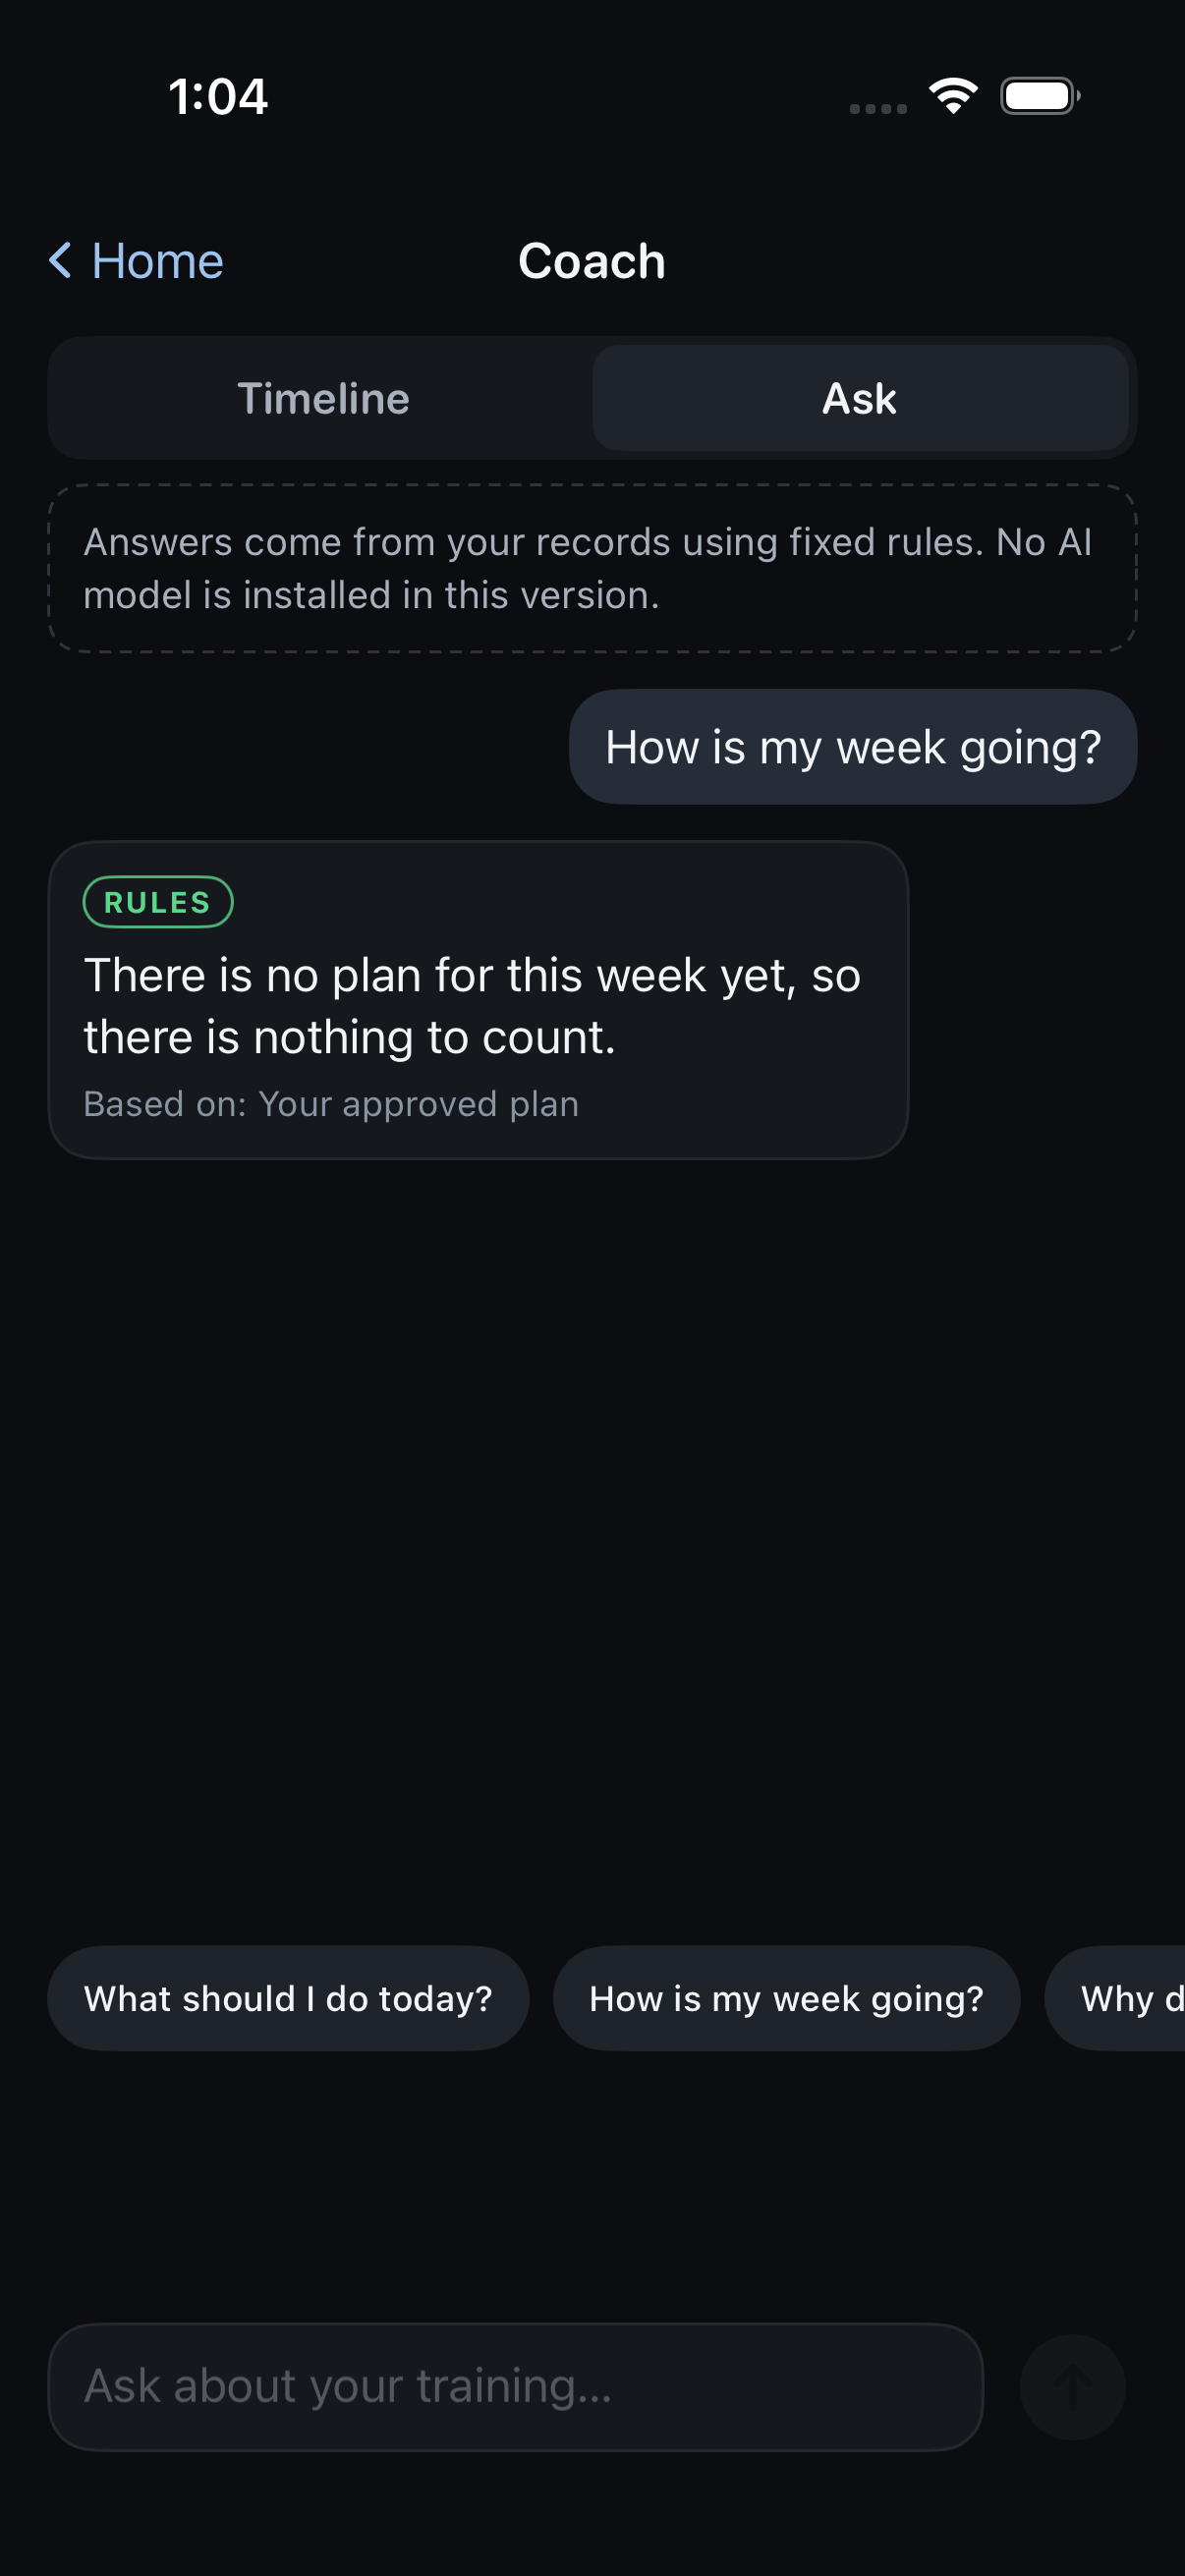 1:04
Home
Coach
Timeline
Ask
Answers come from your records using fixed rules. No AI
model is installed in this version.
How is my week going?
RULES
There is no plan for this week yet, so
there is nothing to count.
Based on: Your approved plan
What should I do today?
How is my week going?
Why d
Ask about your training...